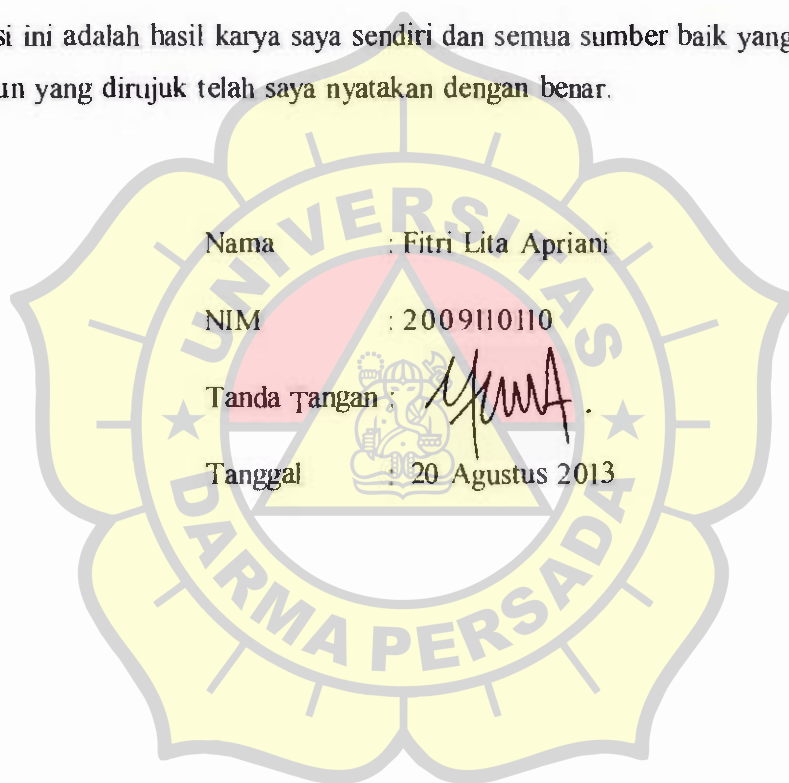 si ini adalah hasil karya saya sendiri dan semua sumber baik yang
un yang dirujuk telah saya nyatakan dengan benar.
Nama : Fitri Lita Apriani
NIM : 2009110110
Tanda Tangan :
Tanggal : 20 Agustus 2013
UNIVERSITAS
DARMA PERSADA